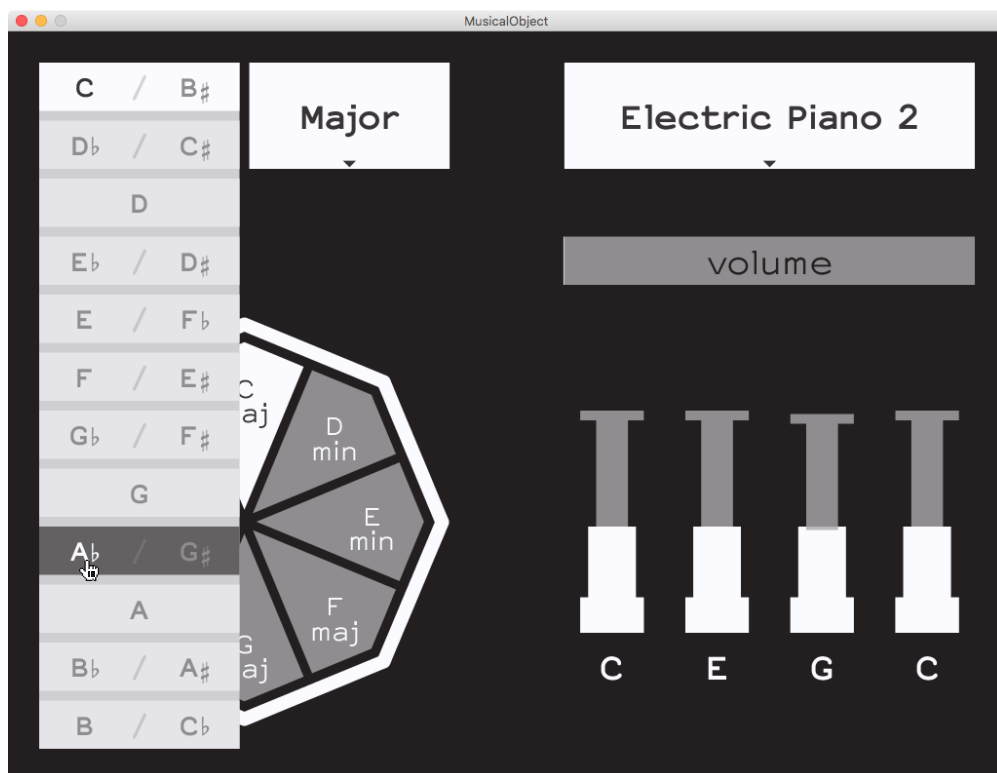 MusicalObject
C / B♯
D♭ / C♯
D
E♭ / D♯
E / F♭
F / E♯
G♭ / F♯
G
A♭ / G♯
A
B♭ / A♯
B / C♭
Major
Electric Piano 2
volume
C
aj
D
min
E
min
F
maj
G
aj
C E G C